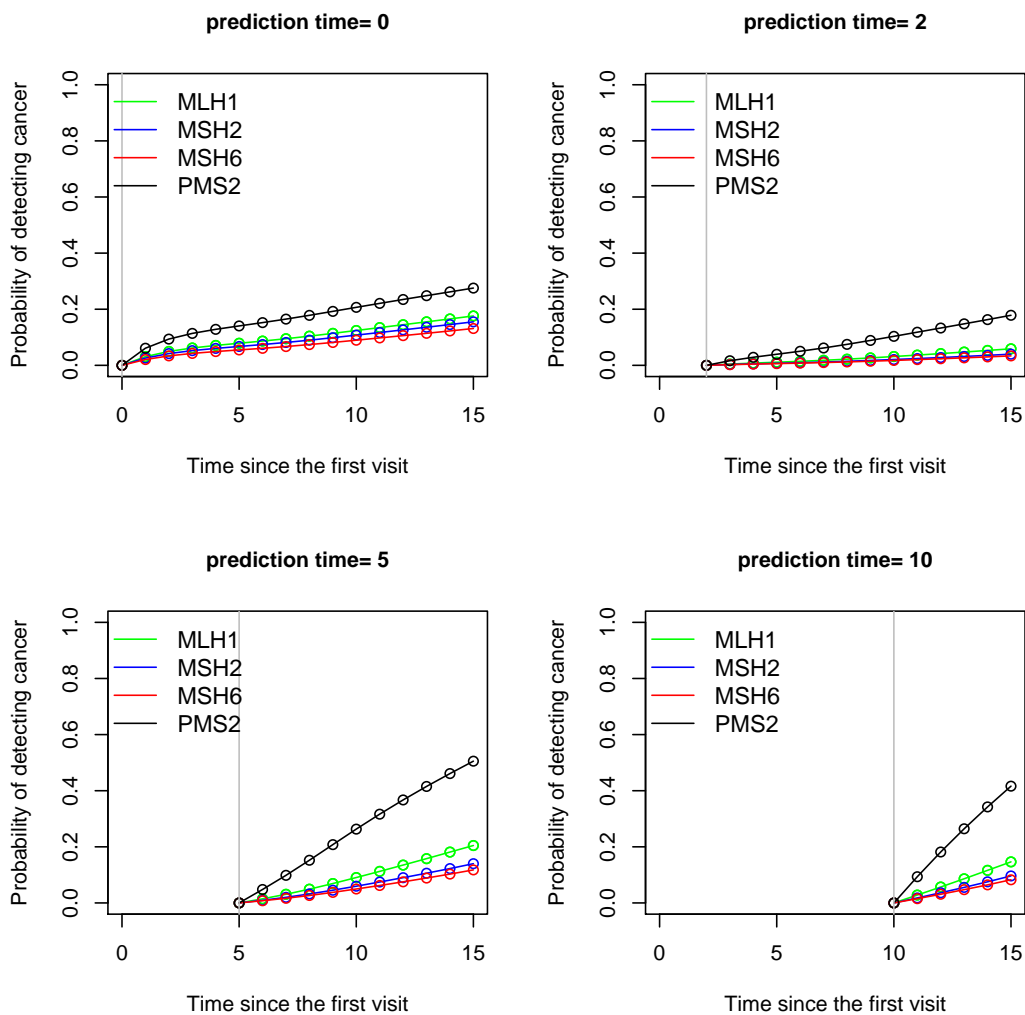 prediction time= 0
Probability of detecting cancer
1.0
0.8
0.6
0.4
0.2
0.0
MLH1
MSH2
MSH6
PMS2
0
5
10
15
Time since the first visit
prediction time= 2
Probability of detecting cancer
1.0
0.8
0.6
0.4
0.2
0.0
MLH1
MSH2
MSH6
PMS2
0
5
10
15
Time since the first visit
prediction time= 5
Probability of detecting cancer
1.0
0.8
0.6
0.4
0.2
0.0
MLH1
MSH2
MSH6
PMS2
0
5
10
15
Time since the first visit
prediction time= 10
Probability of detecting cancer
1.0
0.8
0.6
0.4
0.2
0.0
MLH1
MSH2
MSH6
PMS2
0
5
10
15
Time since the first visit